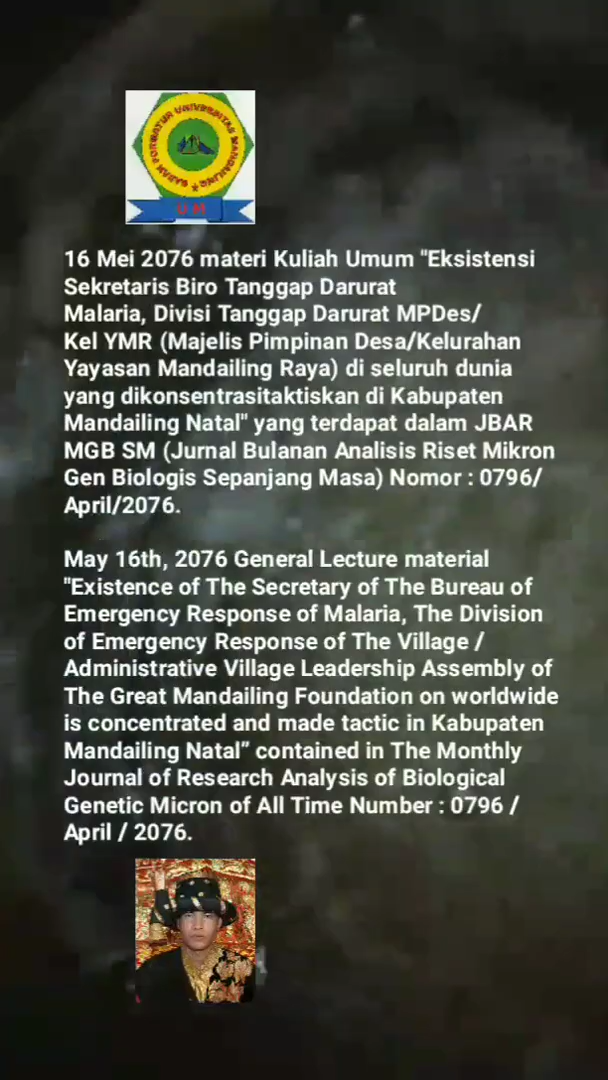 BADAN FORMATUR UNIVERSITAS MANDAILING
U M
16 Mei 2076 materi Kuliah Umum "Eksistensi
Sekretaris Biro Tanggap Darurat
Malaria, Divisi Tanggap Darurat MPDes/
Kel YMR (Majelis Pimpinan Desa/Kelurahan
Yayasan Mandailing Raya) di seluruh dunia
yang dikonsentrasitaktiskan di Kabupaten
Mandailing Natal" yang terdapat dalam JBAR
MGB SM (Jurnal Bulanan Analisis Riset Mikron
Gen Biologis Sepanjang Masa) Nomor : 0796/
April/2076.
May 16th, 2076 General Lecture material
"Existence of The Secretary of The Bureau of
Emergency Response of Malaria, The Division
of Emergency Response of The Village /
Administrative Village Leadership Assembly of
The Great Mandailing Foundation on worldwide
is concentrated and made tactic in Kabupaten
Mandailing Natal” contained in The Monthly
Journal of Research Analysis of Biological
Genetic Micron of All Time Number : 0796 /
April / 2076.